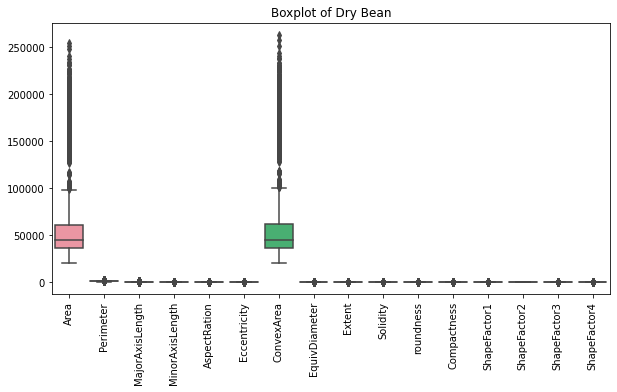 Boxplot of Dry Bean
250000
200000
150000
100000
50000
0
Area
Perimeter
MajorAxisLength
MinorAxisLength
AspectRation
Eccentricity
ConvexArea
EquivDiameter
Extent
Solidity
roundness
Compactness
ShapeFactor1
ShapeFactor2
ShapeFactor3
ShapeFactor4